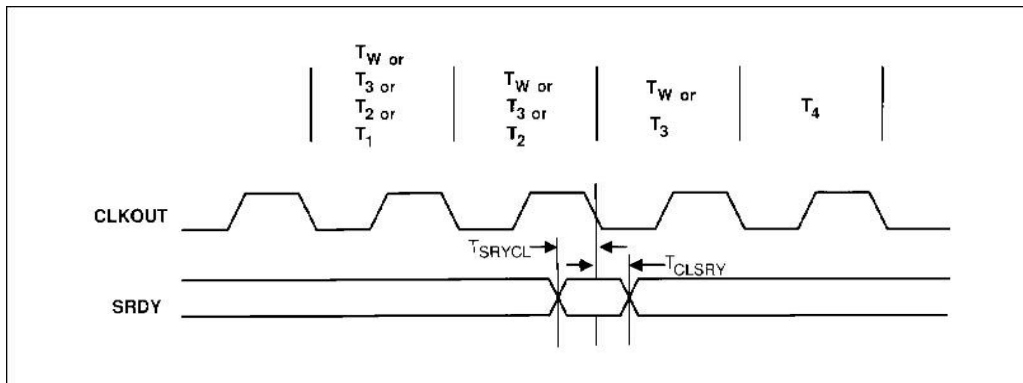 T_W or
T_3 or
T_2 or
T_1
T_W or
T_3 or
T_2
T_W or
T_3
T_4
CLKOUT
T_SRYCL
T_CLSRY
SRDY